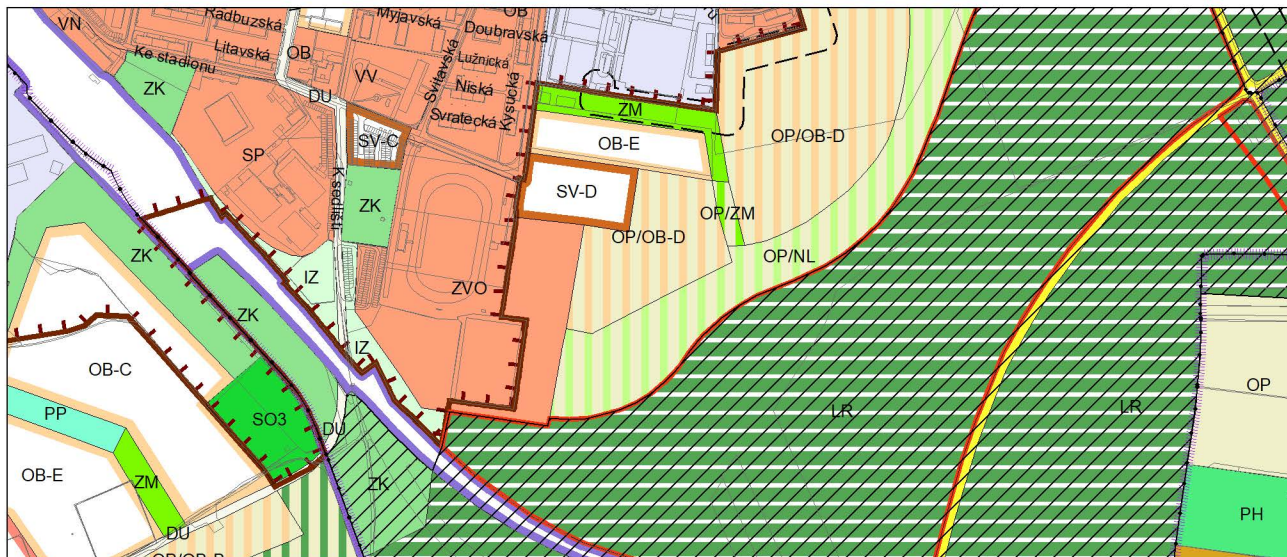 VN
Radbuzská
Myjavská
OB
Doubravská
Litavská
OB
Ke stadionu
VV
Svitavská
Lužnická
ZK
DU
Niská
Kysucká
Svratecká
ZM
OP/OB-D
SV-C
OB-E
SP
K sedlišti
SV-D
ZK
OP/ZM
OP/OB-D
ZK
OP/NL
IZ
ZVO
ZK
IZ
OB-C
OP
LR
LR
PP
SO3
DU
OB-E
ZM
ZK
PH
DU